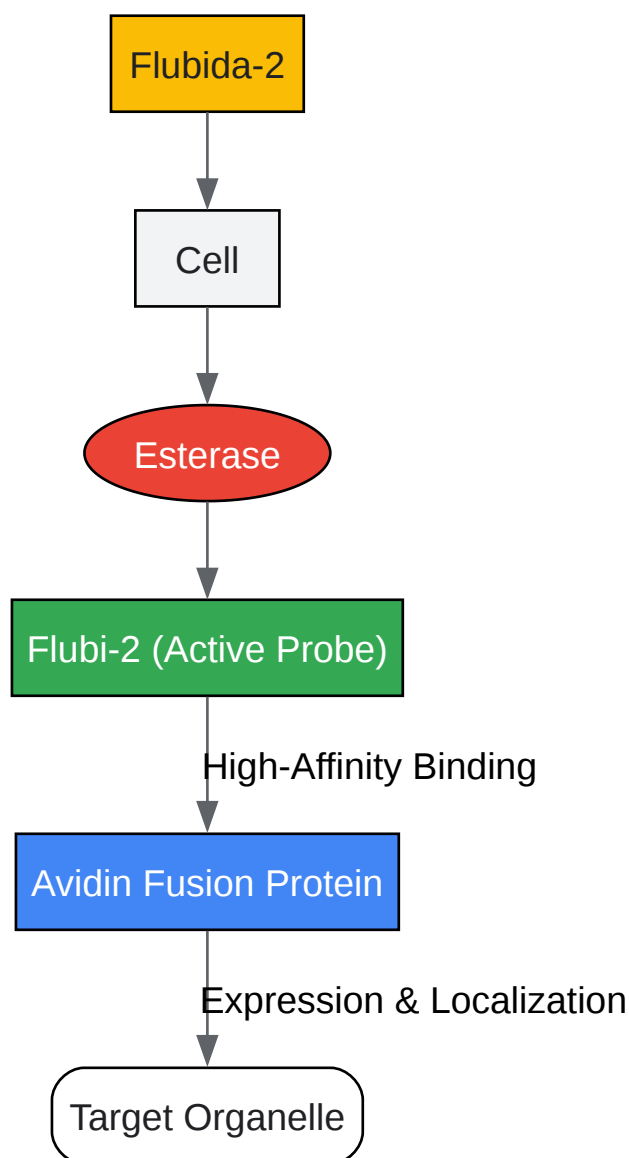 Flubida-2
Cell
Esterase
Flubi-2 (Active Probe)
High-Affinity Binding
Avidin Fusion Protein
Expression & Localization
Target Organelle